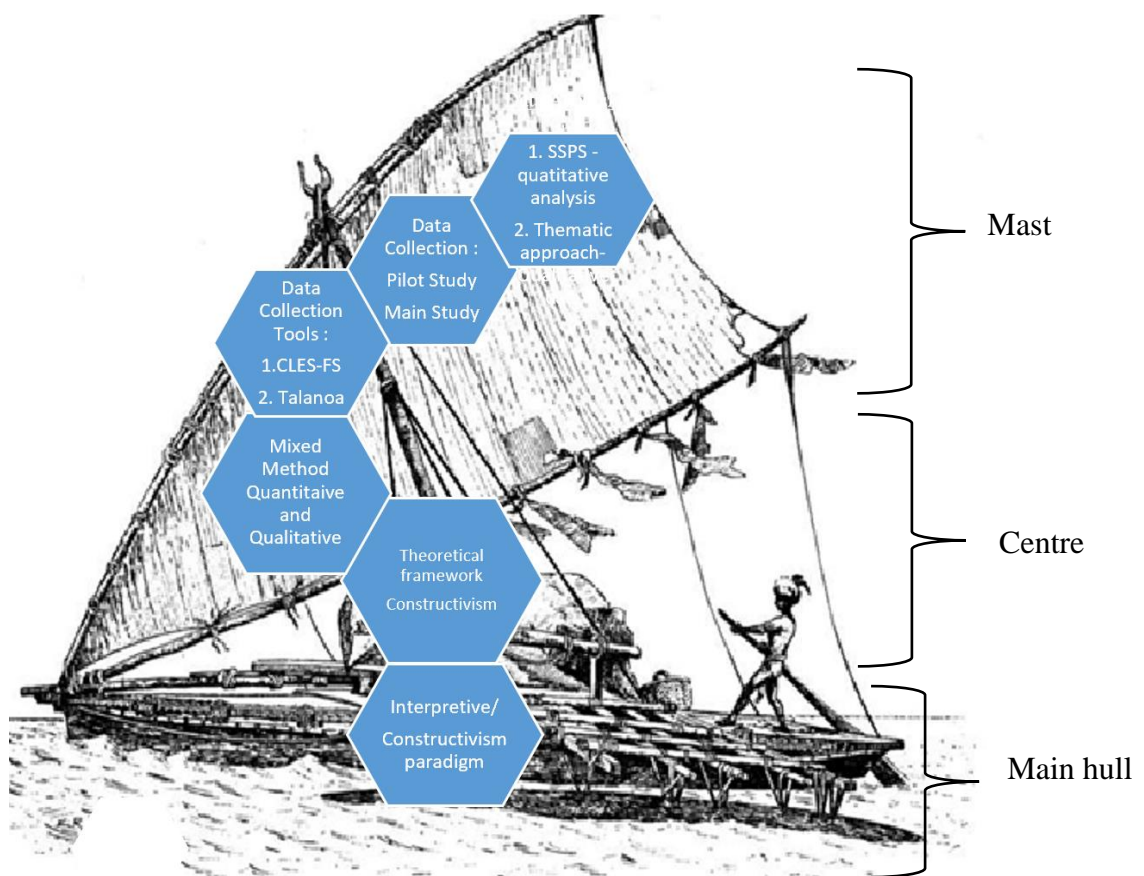 1. SSPS -
quatitative
analysis
2. Thematic
approach-
Data
Collection :
Pilot Study
Main Study
Data
Collection
Tools :
1.CLES-FS
2. Talanoa
Mixed
Method
Quantitaive
and
Qualitative
Theoretical
framework
Constructivism
Interpretive/
Constructivism
paradigm
Mast
Centre
Main hull